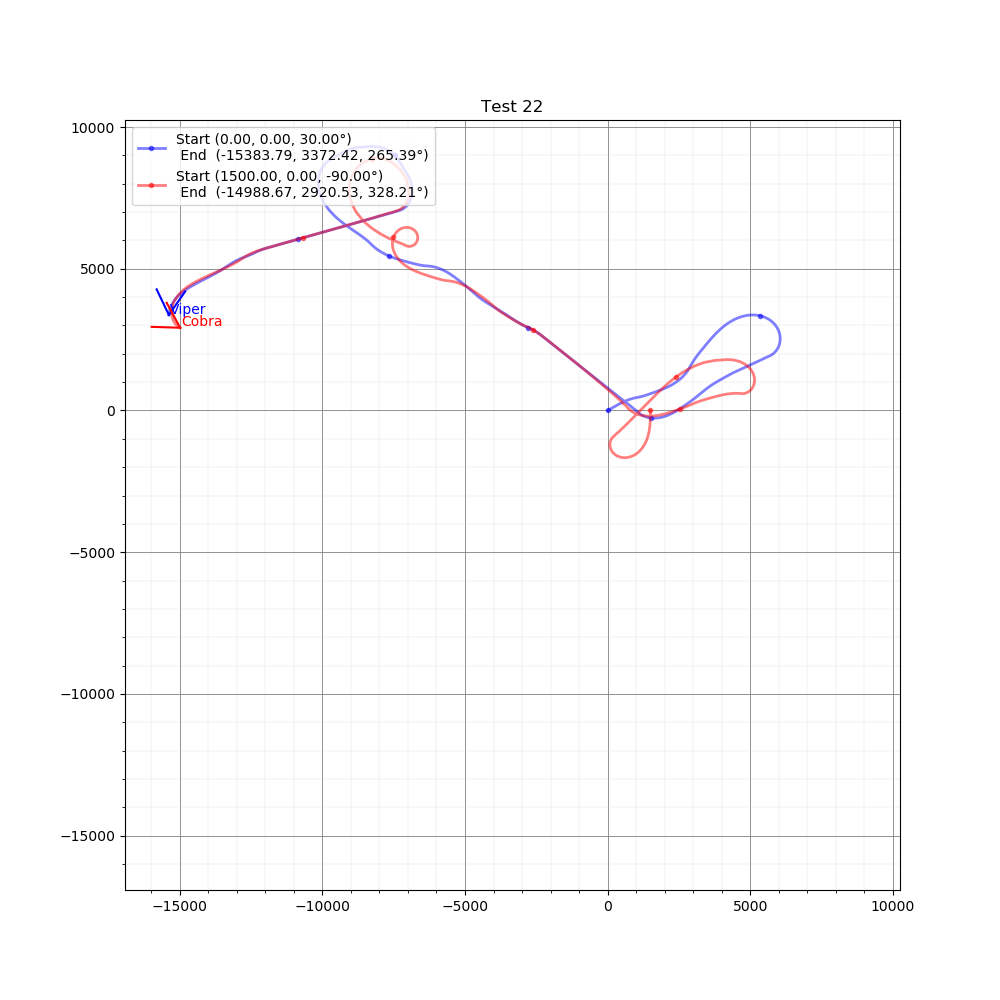 Test 22
Start (0.00, 0.00, 30.00°)
End (-15383.79, 3372.42, 265.39°)
Start (1500.00, 0.00, -90.00°)
End (-14988.67, 2920.53, 328.21°)
10000
5000
0
−5000
−10000
−15000
Viper
Cobra
−15000 −10000 −5000 0 5000 10000